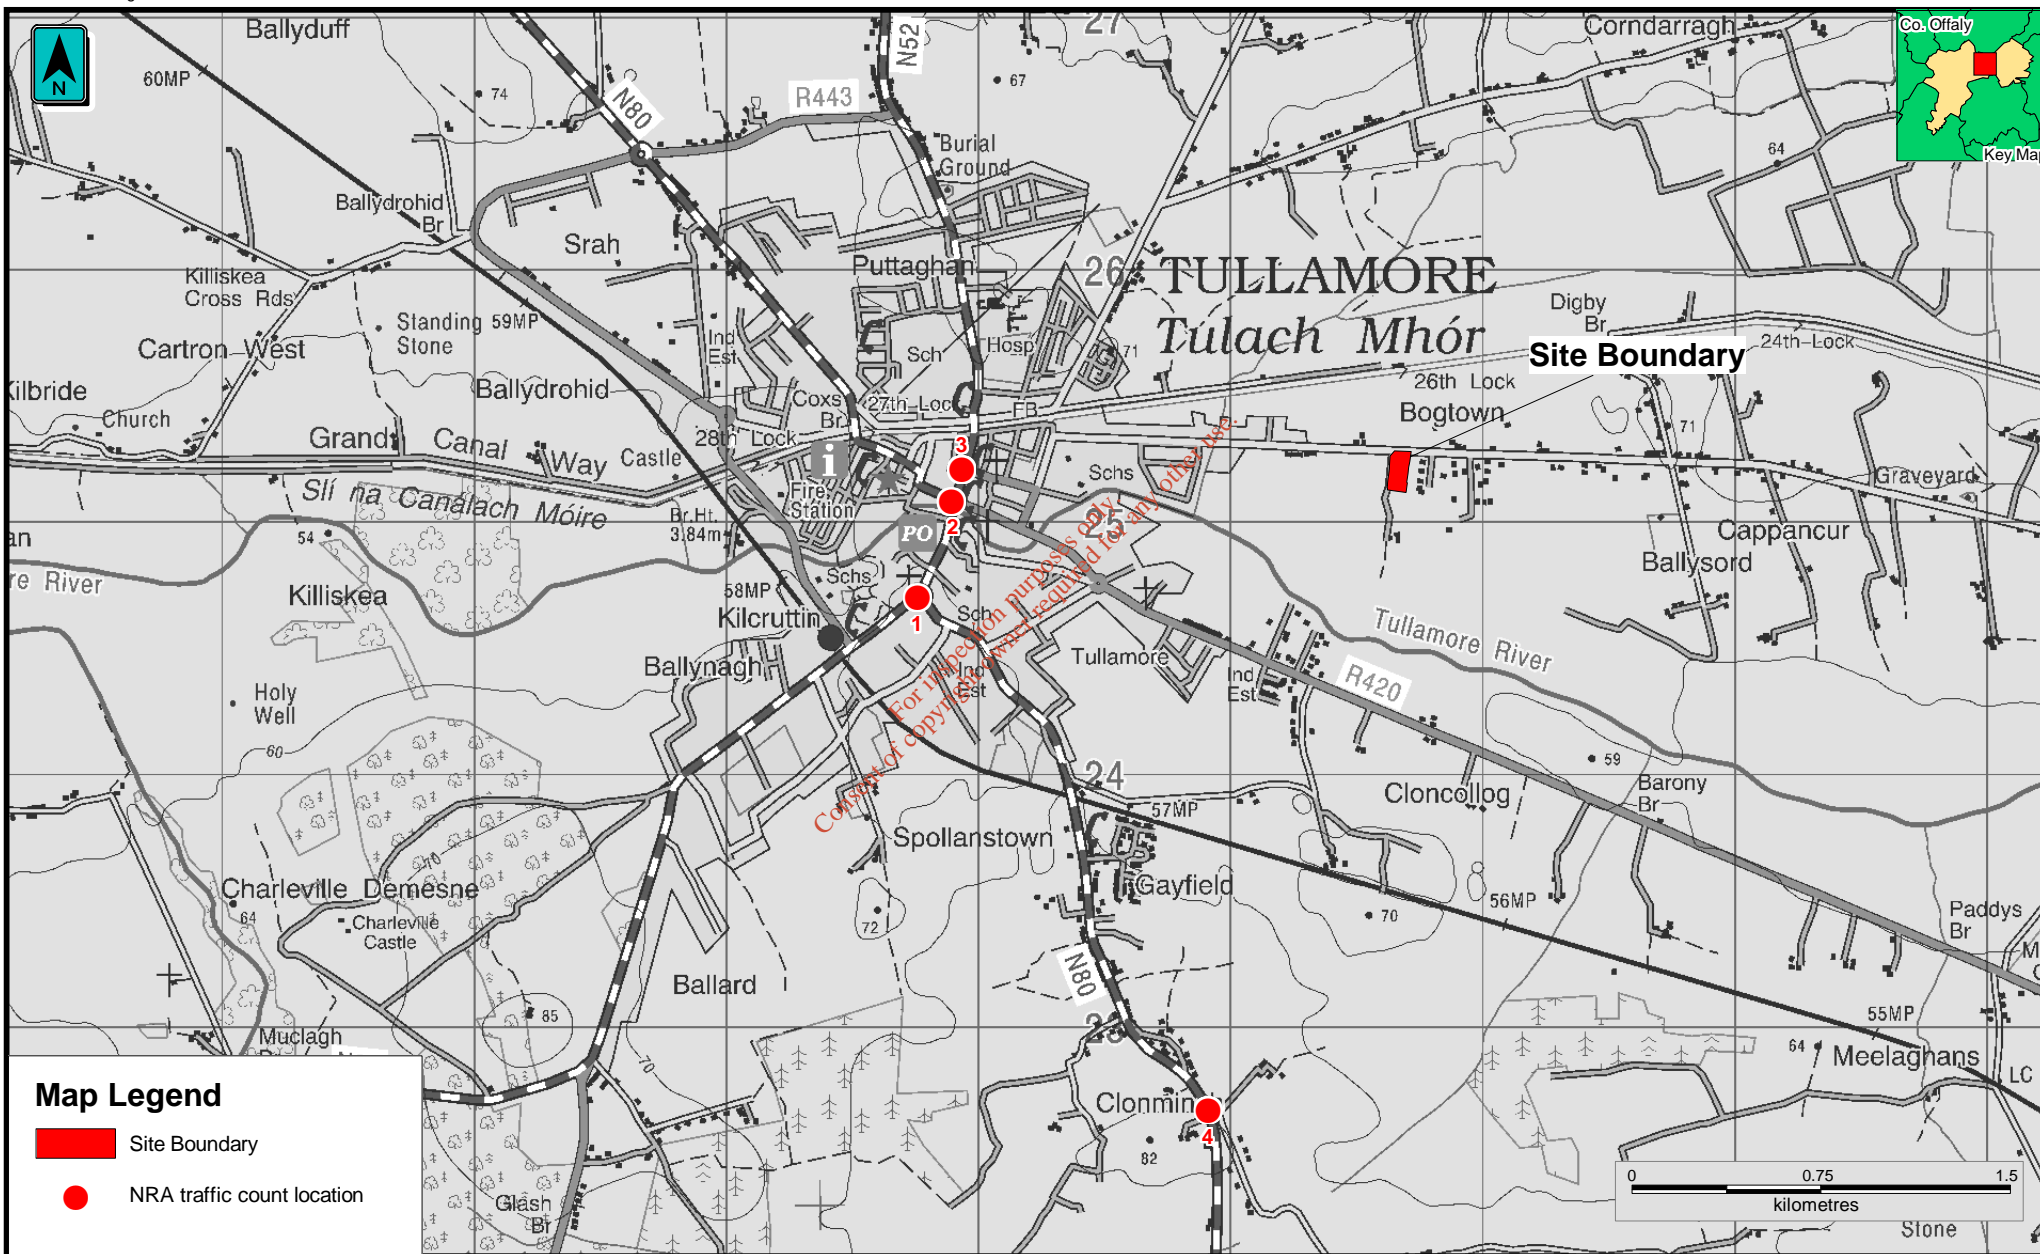 Ballyduff
27
Corndarragh
Co. Offaly
Key Map
N
60MP
74
N80
R443
N52
67
Burial
Ground
64
Ballydrohid
Br
Srah
Puttaghan
26
TULLAMORE
Tulach Mhór
Killiskea
Cross Rds
Standing
Stone
59MP
Ind
Est
Sch
Hosp
71
Digby
Br
24th Lock
Site Boundary
Cartron West
Ballydrohid
Coxs
Br
27th Loc
FB
26th Lock
Bogtown
71
Kilbride
Church
Grand Canal Way
Castle
28th Lock
i
3
Schs
Graveyard
Slí na Canálach Móire
Fire
Station
Br.Ht.
3.84m
2
PO
25
Cappancur
Ballysord
54
re River
Killiskea
Schs
58MP
Kilcruttin
1
Sch
Tullamore River
Ballynagh
Tullamore
Ind
Est
Ind
Est
R420
Holy
Well
60
59
24
Cloncollog
Barony
Br
57MP
Spollanstown
70
Gayfield
Charleville Demesne
64
Charleville
Castle
72
70
56MP
Paddys
Br
Ballard
N80
85
23
55MP
Muclagh
70
64
Meelaghans
LC
Clonmin
4
82
Glash
Br
Stone
For inspection purposes only.
Consent of copyright owner required for any other use.
Map Legend
Site Boundary
NRA traffic count location
0 0.75 1.5
kilometres